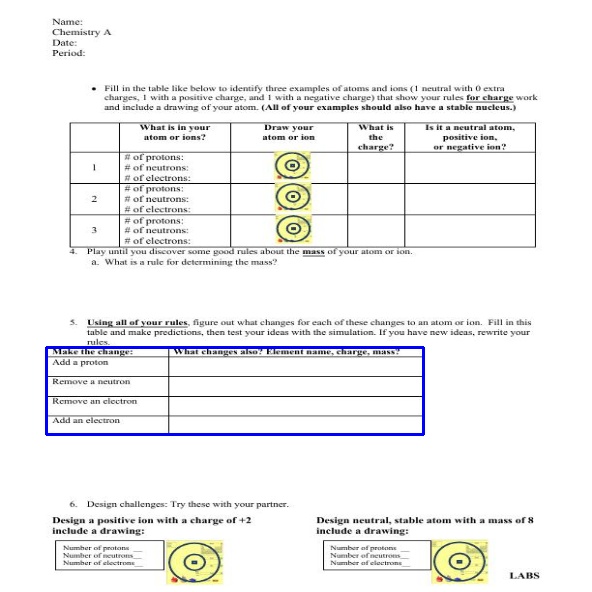 Name:
Chemistry A
Date:
Period:
• Fill in the table like below to identify three examples of atoms and ions (1 neutral with 0 extra
charges, 1 with a positive charge, and 1 with a negative charge) that show your rules for charge work
and include a drawing of your atom. (All of your examples should also have a stable nucleus.)
What is in your atom or ions? Draw your atom or ion What is the charge? Is it a neutral atom, positive ion, or negative ion?
1 # of protons:
# of neutrons:
# of electrons:
2 # of protons:
# of neutrons:
# of electrons:
3 # of protons:
# of neutrons:
# of electrons:
4. Play until you discover some good rules about the mass of your atom or ion.
a. What is a rule for determining the mass?
5. Using all of your rules, figure out what changes for each of these changes to an atom or ion. Fill in this
table and make predictions, then test your ideas with the simulation. If you have new ideas, rewrite your
rules.
Make the change: What changes also? Element name, charge, mass?
Add a proton
Remove a neutron
Remove an electron
Add an electron
6. Design challenges: Try these with your partner.
Design a positive ion with a charge of +2
include a drawing:
Number of protons __
Number of neutrons__
Number of electrons__
Design neutral, stable atom with a mass of 8
include a drawing:
Number of protons __
Number of neutrons__
Number of electrons__
LABS